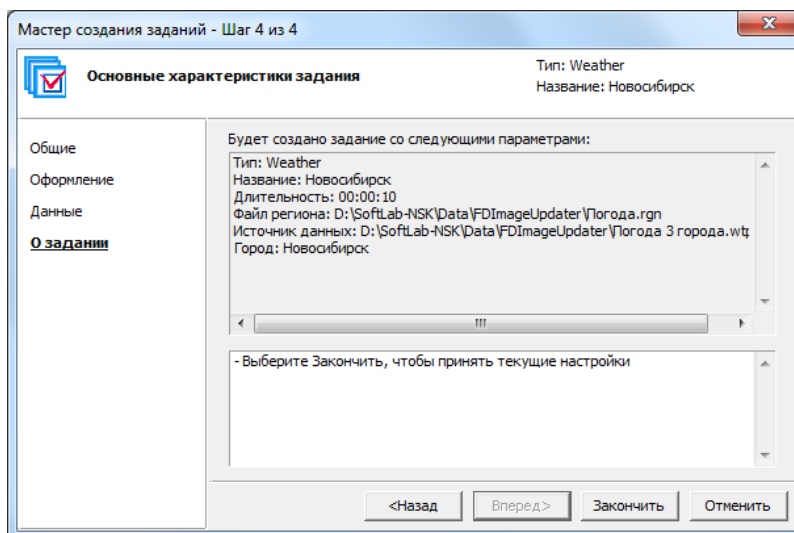 Мастер создания заданий - Шаг 4 из 4
Основные характеристики задания
Тип: Weather
Название: Новосибирск
Общие
Оформление
Данные
О задании
Будет создано задание со следующими параметрами:
Тип: Weather
Название: Новосибирск
Длительность: 00:00:10
Файл региона: D:\SoftLab-NSK\Data\FDImageUpdater\Погода.rgn
Источник данных: D:\SoftLab-NSK\Data\FDImageUpdater\Погода 3 города.wtp
Город: Новосибирск
- Выберите Закончить, чтобы принять текущие настройки
<Назад
Вперед>
Закончить
Отменить